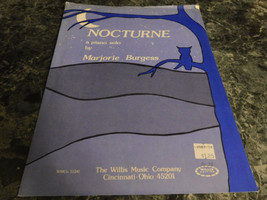 NOCTURNE
a piano solo
by
Marjorie Burgess
The Willis Music Company
Cincinnati Ohio 45201